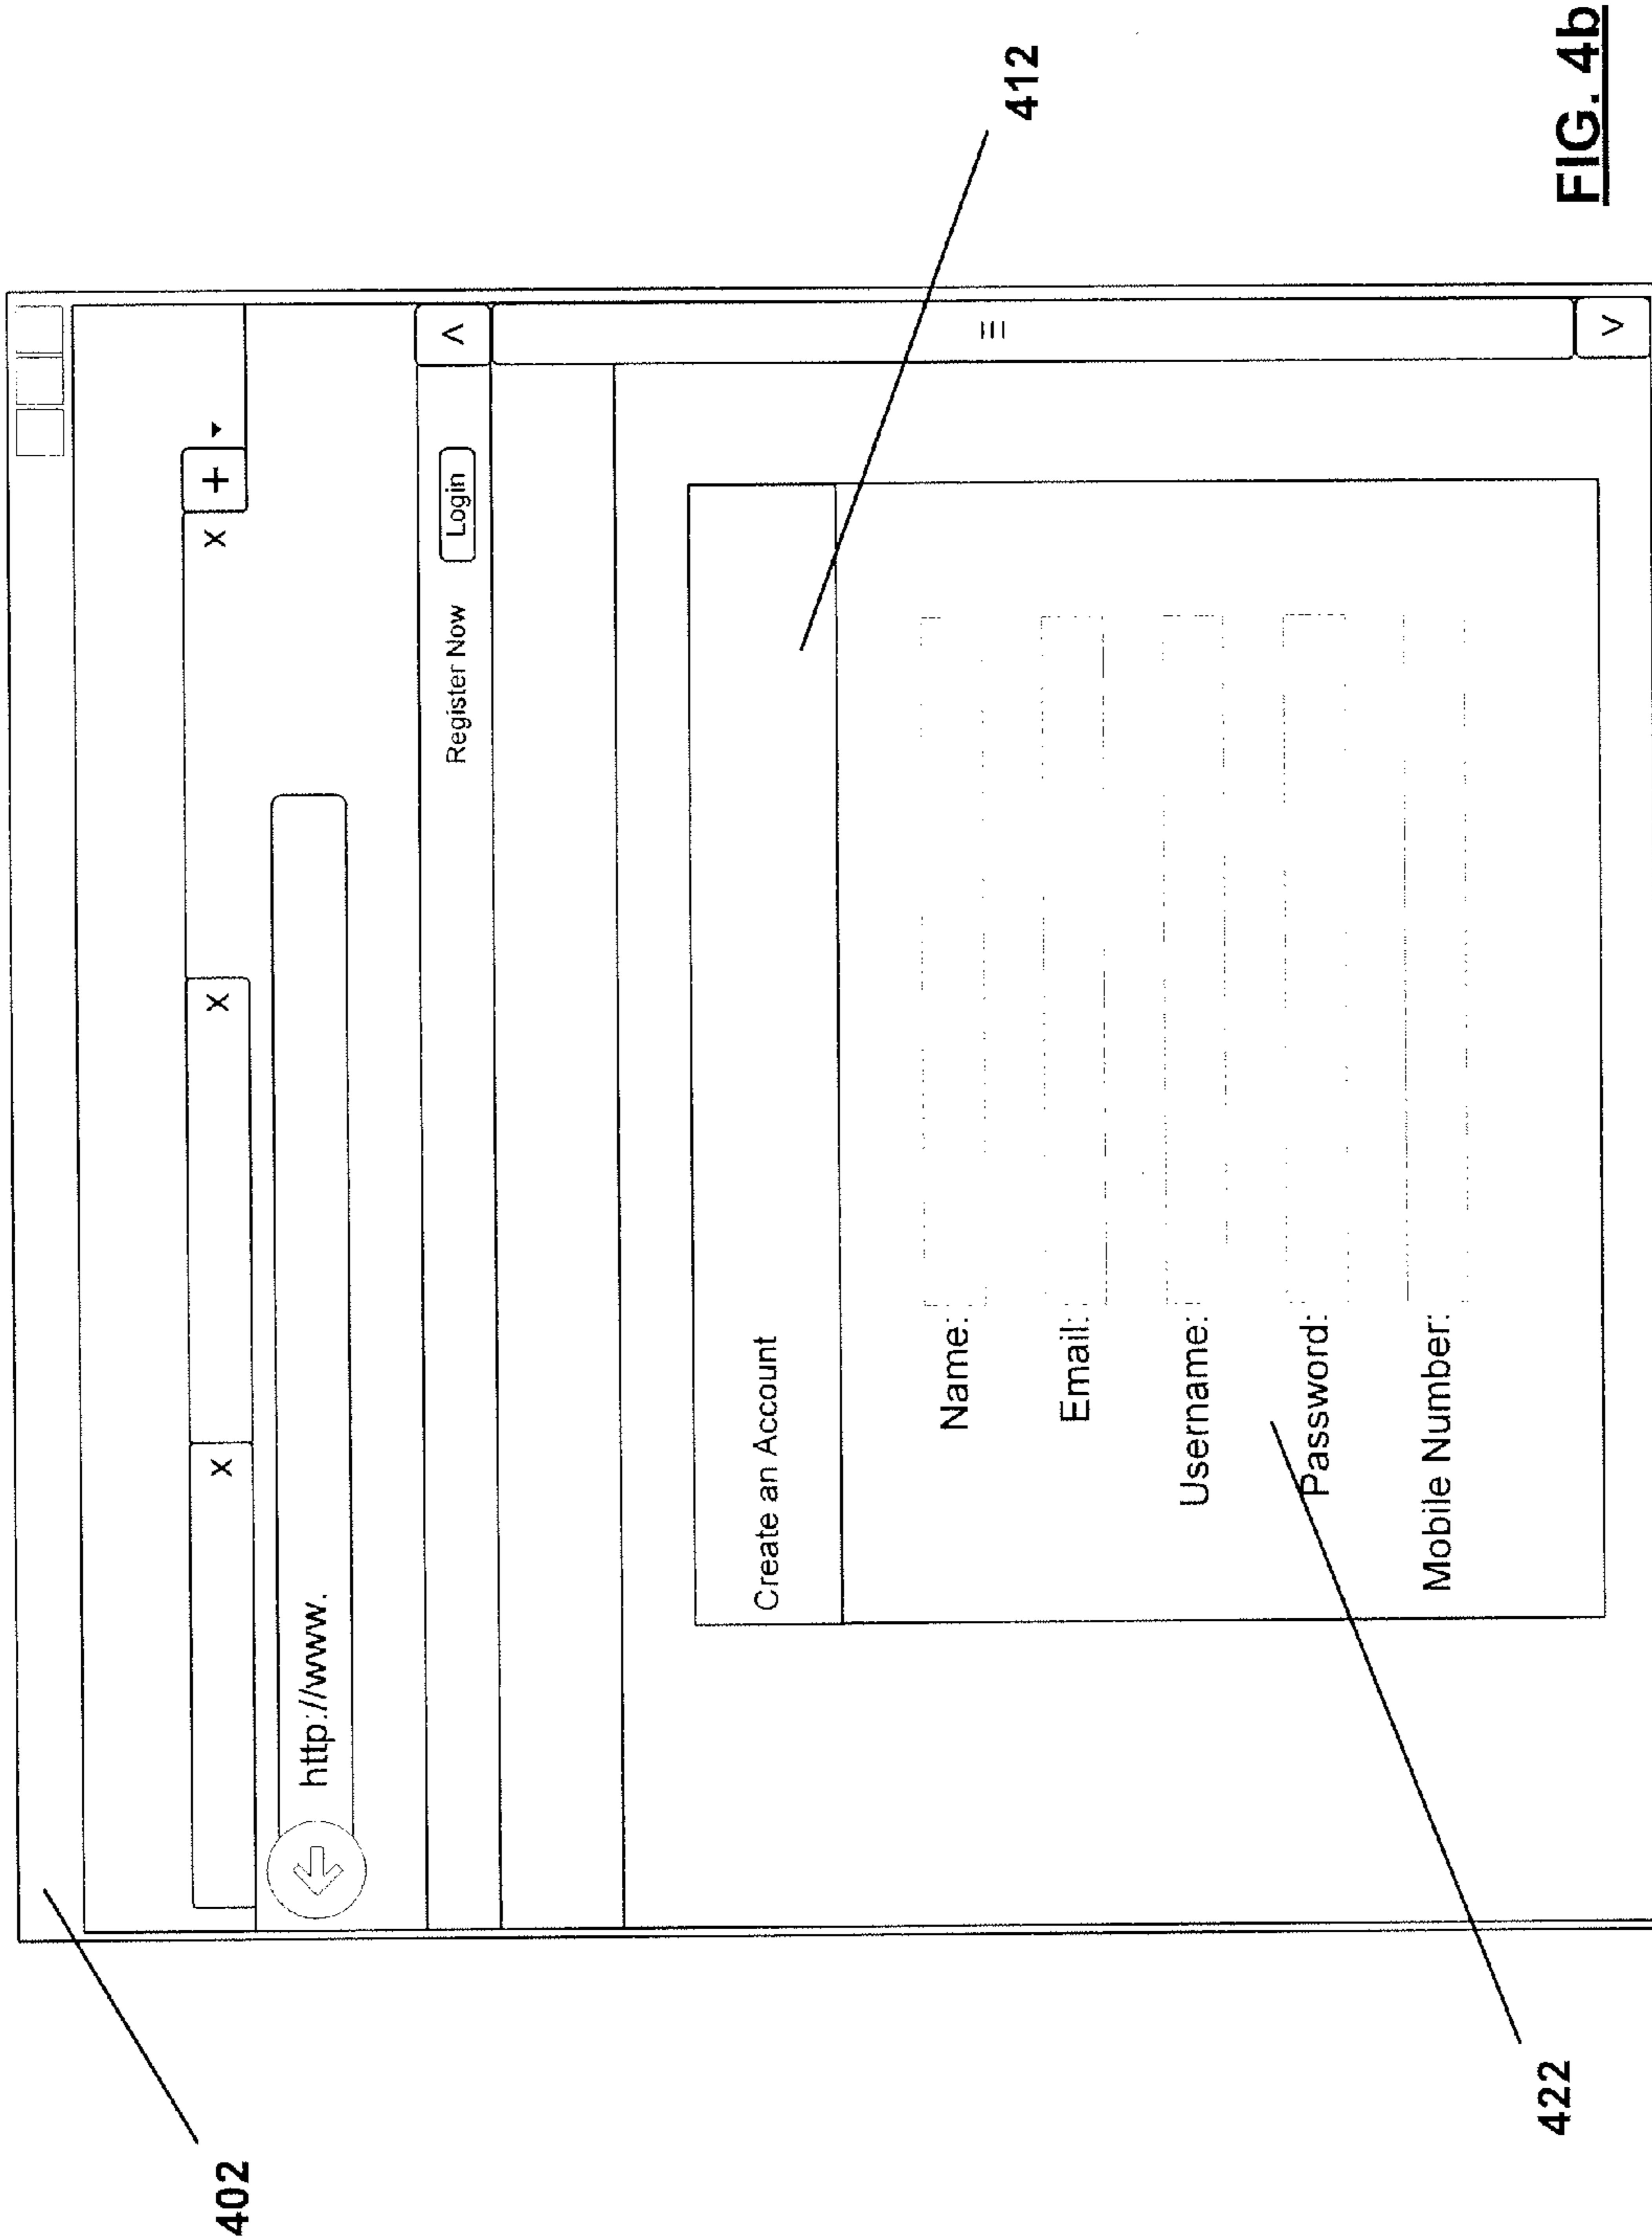 402
X X X +
http://www.
Register Now Login
Create an Account
412
Name:
Email:
Username:
Password:
Mobile Number:
422
FIG. 4b